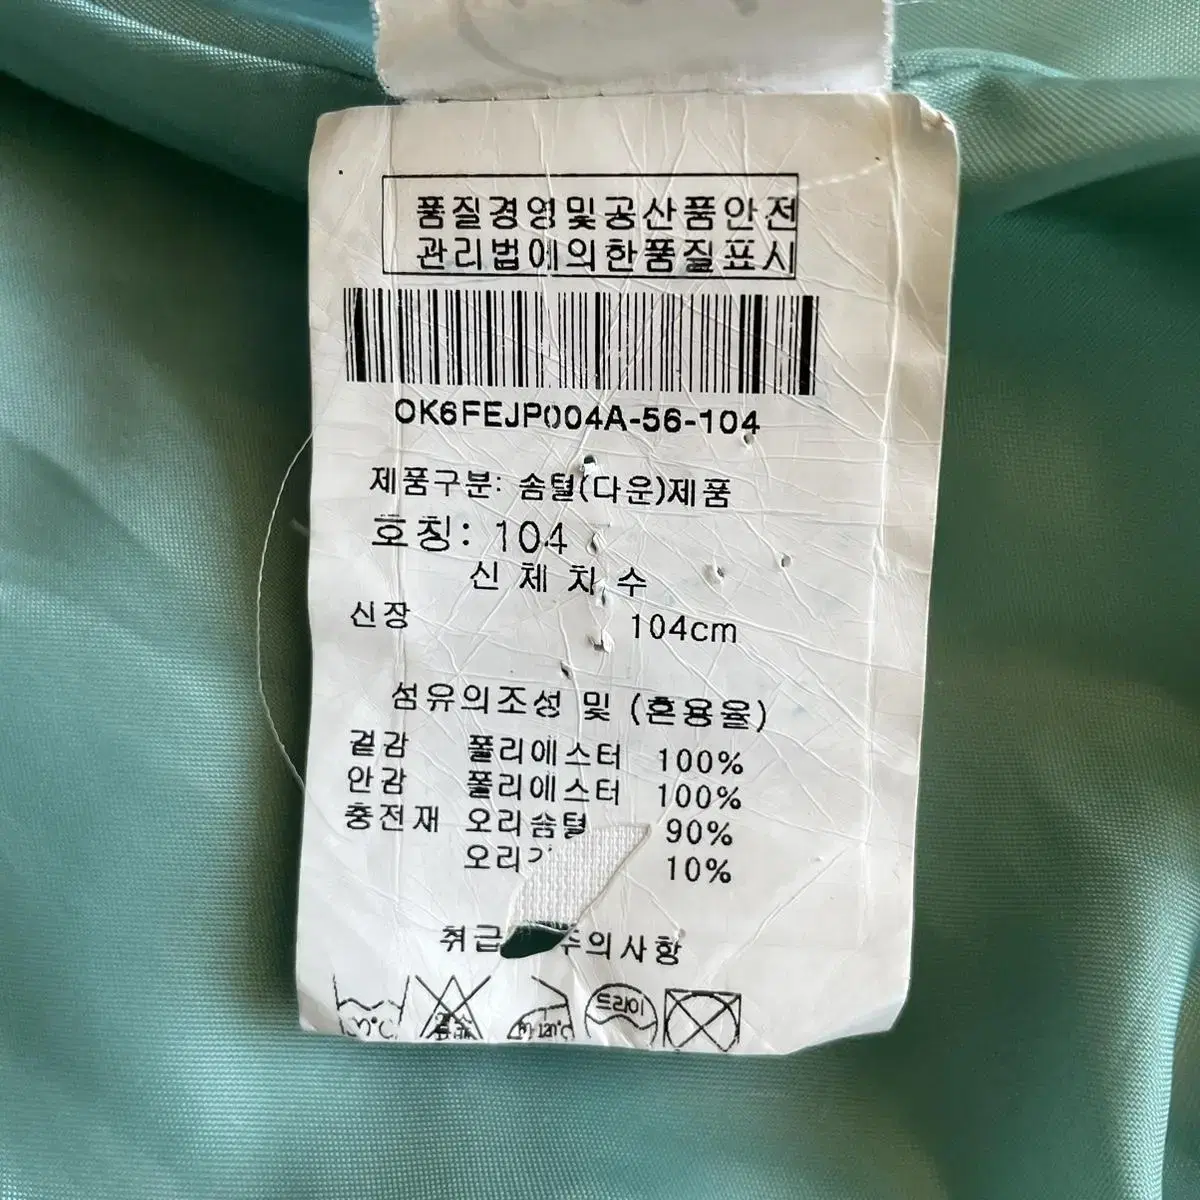 품질경영및공산품안전
관리법에의한품질표시
OK6FEJP004A-56-104
제품구분: 솜털(다운)제품
호칭: 104
신체치수
신장 104cm
섬유의조성 및 (혼용율)
겉감 폴리에스터 100%
안감 폴리에스터 100%
충전재 오리솜털 90%
10%
드라이